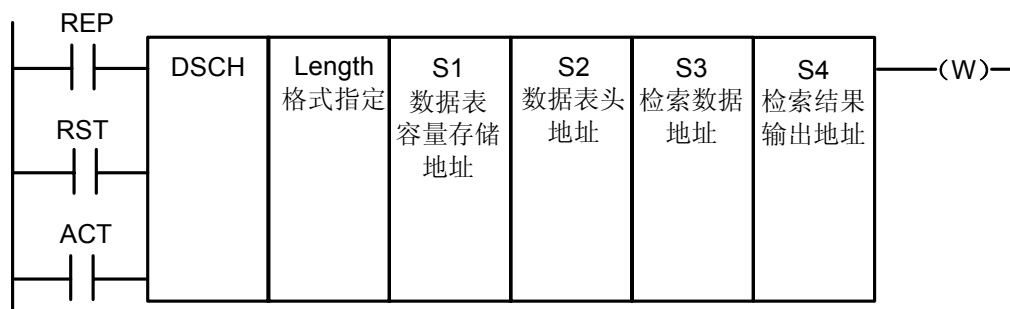 REP
DSCH
Length
格式指定
S1
数据表
容量存储
地址
S2
数据表头
地址
S3
检索数据
地址
S4
检索结果
输出地址
(W)
RST
ACT